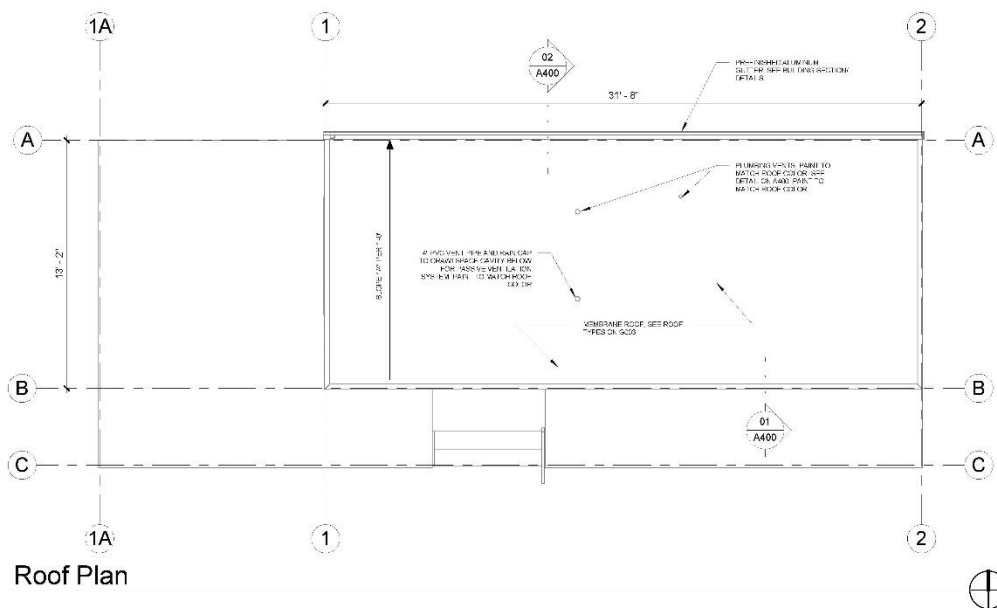 1A
1
2
02
A400
PREFINISHED ALUMINUM
GUTTER, SEE BUILDING SECTION/
DETAILS
31' - 8"
A
A
PLUMBING VENTS, PAINT TO
MATCH ROOF COLOR, SEE
DETAIL ON A400, PAINT TO
MATCH ROOF COLOR
13' - 2"
SLOPE PER
4" PVC VENT PIPE AND RAIN CAP
TO CRAWLSPACE CAVITY BELOW
FOR PASSIVE VENTILATION
SYSTEM, PAINT TO MATCH ROOF
COLOR
MEMBRANE ROOF, SEE ROOF
TYPES ON G003
B
B
01
A400
C
C
1A
1
2
Roof Plan